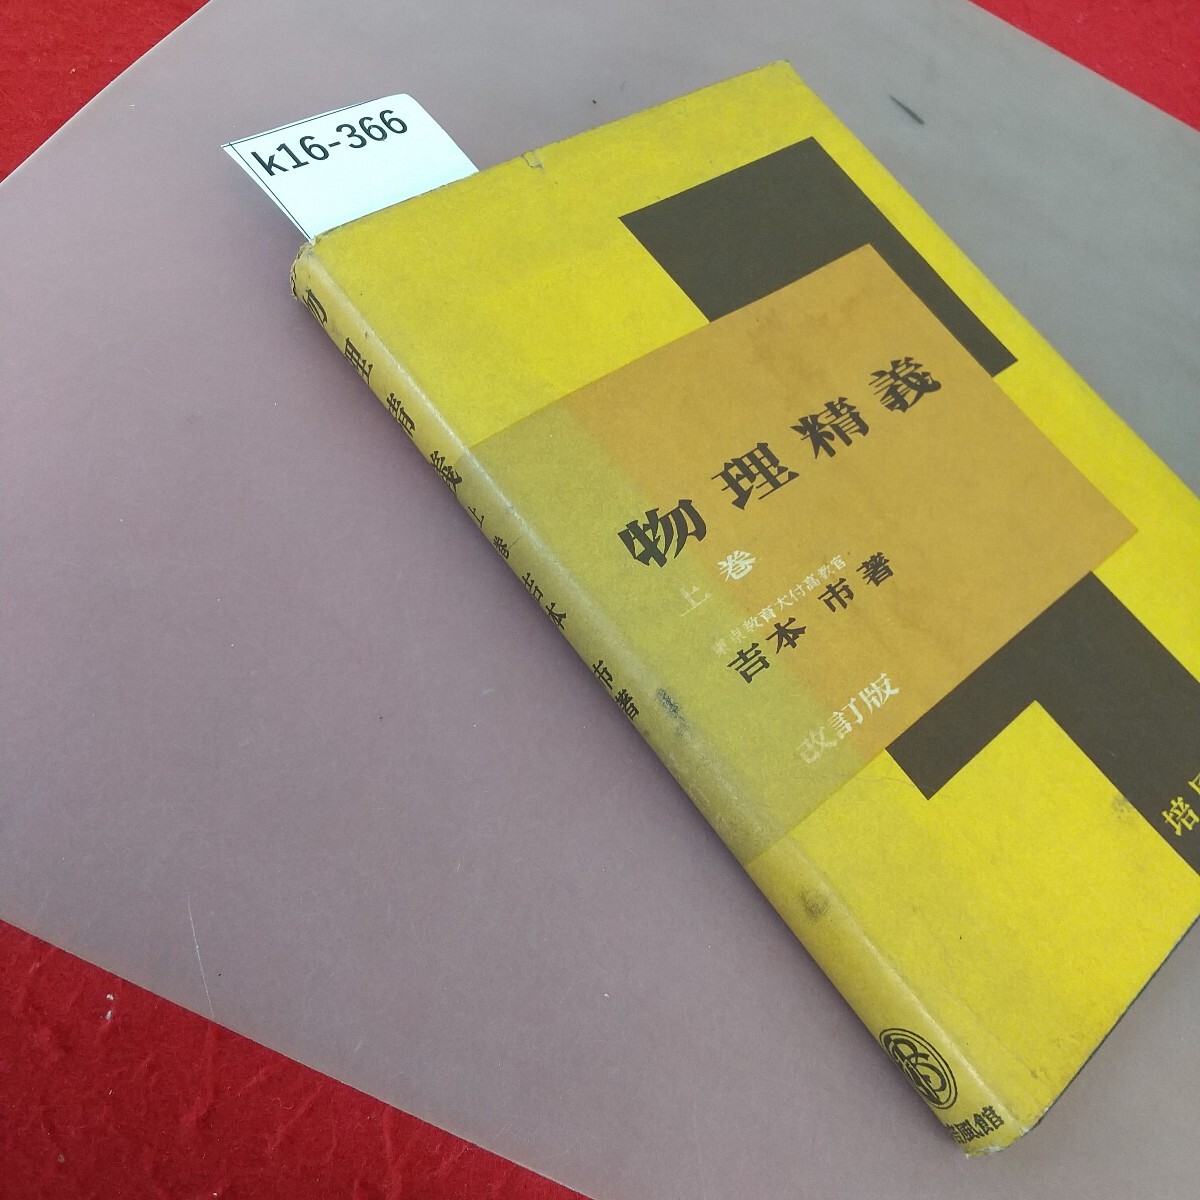 k16-366
物理精義
上巻
東京教育大付高教官
吉本 市著
改訂版
培
物理精義 上巻 吉本 市著
培風館